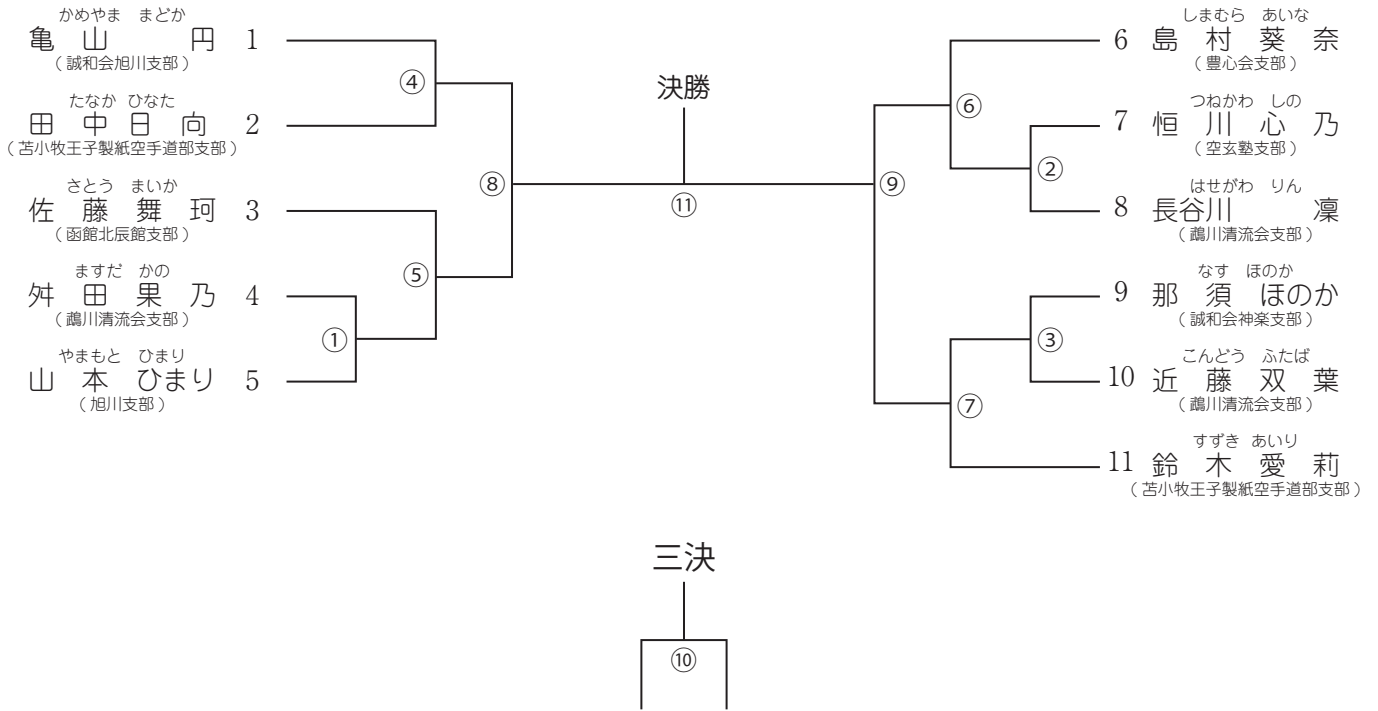 かめやま まどか
亀山 円 1
（誠和会旭川支部）
たなか ひなた
田中日向 2
（苫小牧王子製紙空手道部支部）
さとう まいか
佐藤舞珂 3
（函館北辰館支部）
ますだ かの
舛田果乃 4
（鵡川清流会支部）
やまもと ひまり
山本ひまり 5
（旭川支部）
④
⑧
⑤
①
決勝
⑪
⑨
⑥
②
③
⑦
しまむら あいな
6 島村葵奈
（豊心会支部）
つねかわ しの
7 恒川心乃
（空玄塾支部）
はせがわ りん
8 長谷川 凜
（鵡川清流会支部）
なす ほのか
9 那須ほのか
（誠和会神楽支部）
こんどう ふたば
10 近藤双葉
（鵡川清流会支部）
すずき あいり
11 鈴木愛莉
（苫小牧王子製紙空手道部支部）
三決
⑩